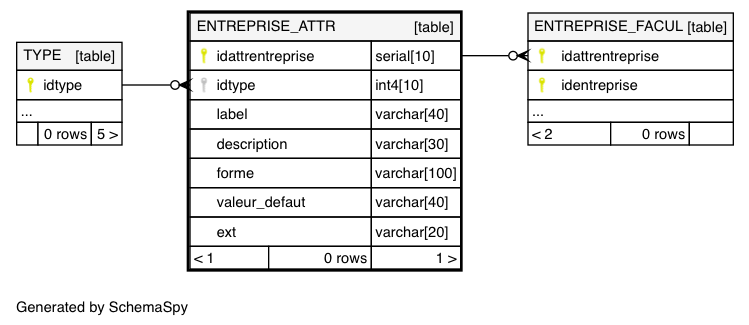 TYPE [table]
idtype
...
0 rows 5 >
ENTREPRISE_ATTR [table]
idattrentreprise serial[10]
idtype int4[10]
label varchar[40]
description varchar[30]
forme varchar[100]
valeur_defaut varchar[40]
ext varchar[20]
< 1 0 rows 1 >
ENTREPRISE_FACUL [table]
idattrentreprise
identreprise
...
< 2 0 rows
Generated by SchemaSpy